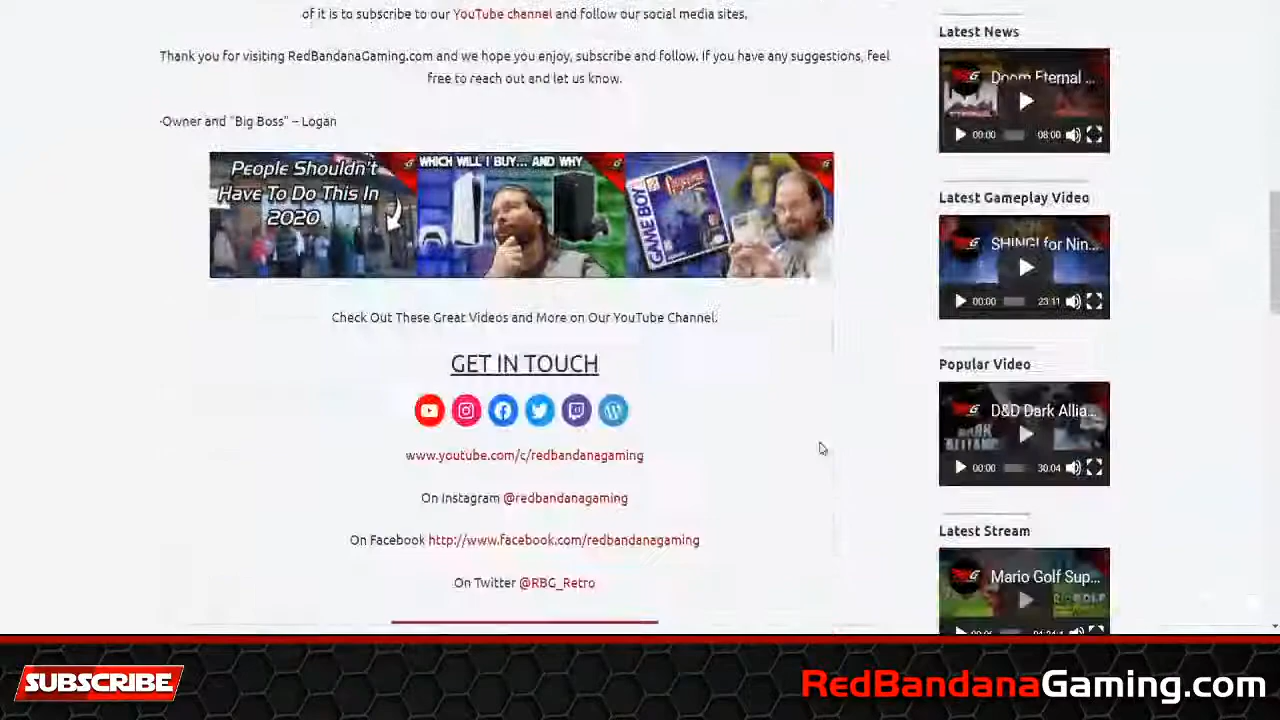 of it is to subscribe to our YouTube channel and follow our social media sites,
Thank you for visiting RedBandanaGaming.com and we hope you enjoy, subscribe and follow. If you have any suggestions, feel
free to reach out and let us know.
-Owner and "Big Boss" – Logan
People Shouldn't
Have To Do This In
2020
WHICH WILL I BUY... AND WHY
GAME BOY
Check Out These Great Videos and More on Our YouTube Channel.
GET IN TOUCH
www.youtube.com/c/redbandanagaming
On Instagram @redbandanagaming
On Facebook http://www.facebook.com/redbandanagaming
On Twitter @RBG_Retro
Latest News
Doom Eternal ...
00:00 08:00
Latest Gameplay Video
SHING! for Nin...
00:00 23:11
Popular Video
D&D Dark Allia...
DARK
ALLIANCE
00:00 30:04
Latest Stream
Mario Golf Sup...
SUBSCRIBE
RedBandanaGaming.com